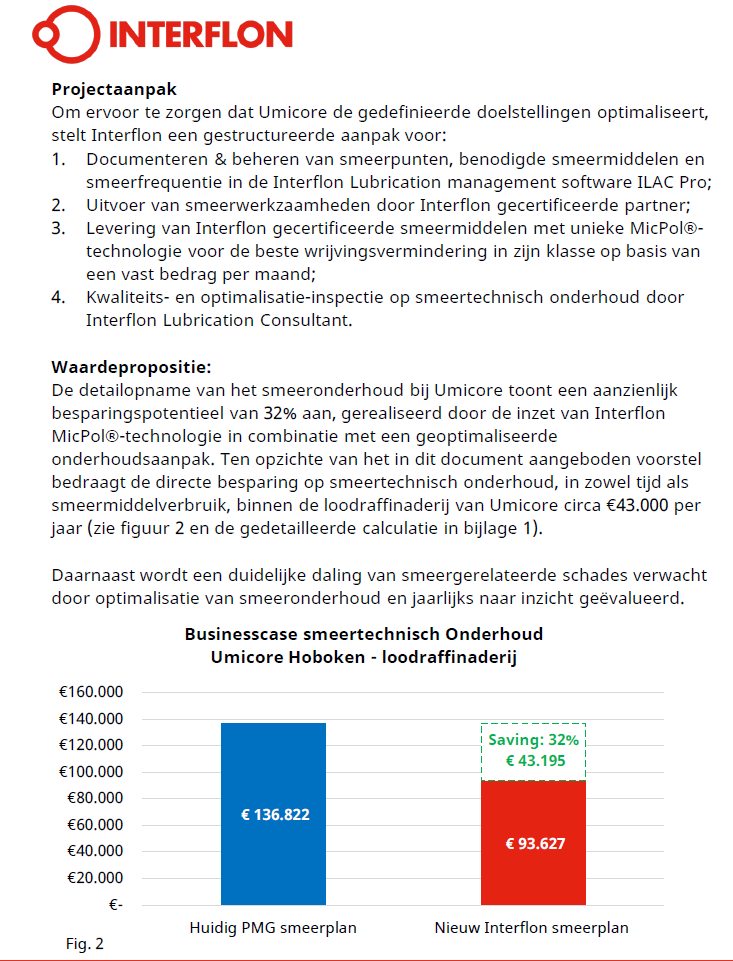 INTERFLON
Projectaanpak
Om ervoor te zorgen dat Umicore de gedefinieerde doelstellingen optimaliseert,
stelt Interflon een gestructureerde aanpak voor:
1. Documenteren & beheren van smeerpunten, benodigde smeermiddelen en
smeerfrequentie in de Interflon Lubrication management software ILAC Pro;
2. Uitvoer van smeerwerkzaamheden door Interflon gecertificeerde partner;
3. Levering van Interflon gecertificeerde smeermiddelen met unieke MicPol®-
technologie voor de beste wrijvingsvermindering in zijn klasse op basis van
een vast bedrag per maand;
4. Kwaliteits- en optimalisatie-inspectie op smeertechnisch onderhoud door
Interflon Lubrication Consultant.
Waardepropositie:
De detailopname van het smeeronderhoud bij Umicore toont een aanzienlijk
besparingspotentieel van 32% aan, gerealiseerd door de inzet van Interflon
MicPol®-technologie in combinatie met een geoptimaliseerde
onderhoudsaanpak. Ten opzichte van het in dit document aangeboden voorstel
bedraagt de directe besparing op smeertechnisch onderhoud, in zowel tijd als
smeermiddelverbruik, binnen de loodraffinaderij van Umicore circa €43.000 per
jaar (zie figuur 2 en de gedetailleerde calculatie in bijlage 1).
Daarnaast wordt een duidelijke daling van smeergerelateerde schades verwacht
door optimalisatie van smeeronderhoud en jaarlijks naar inzicht geëvalueerd.
Businesscase smeertechnisch Onderhoud
Umicore Hoboken - loodraffinaderij
€160.000
€140.000
€120.000
€100.000
€80.000
€60.000
€40.000
€20.000
€-
€ 136.822
Saving: 32%
€ 43.195
€ 93.627
Huidig PMG smeerplan
Nieuw Interflon smeerplan
Fig. 2